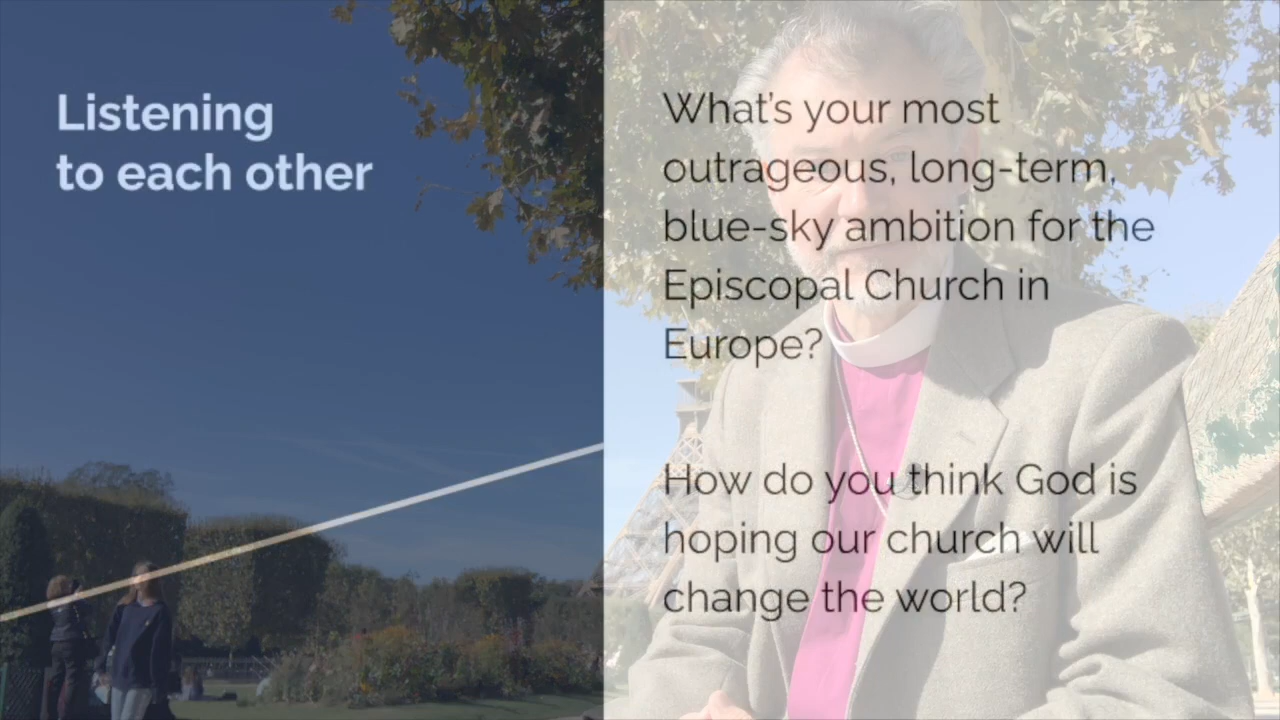 Listening
to each other
What's your most
outrageous, long-term,
blue-sky ambition for the
Episcopal Church in
Europe?
How do you think God is
hoping our church will
change the world?